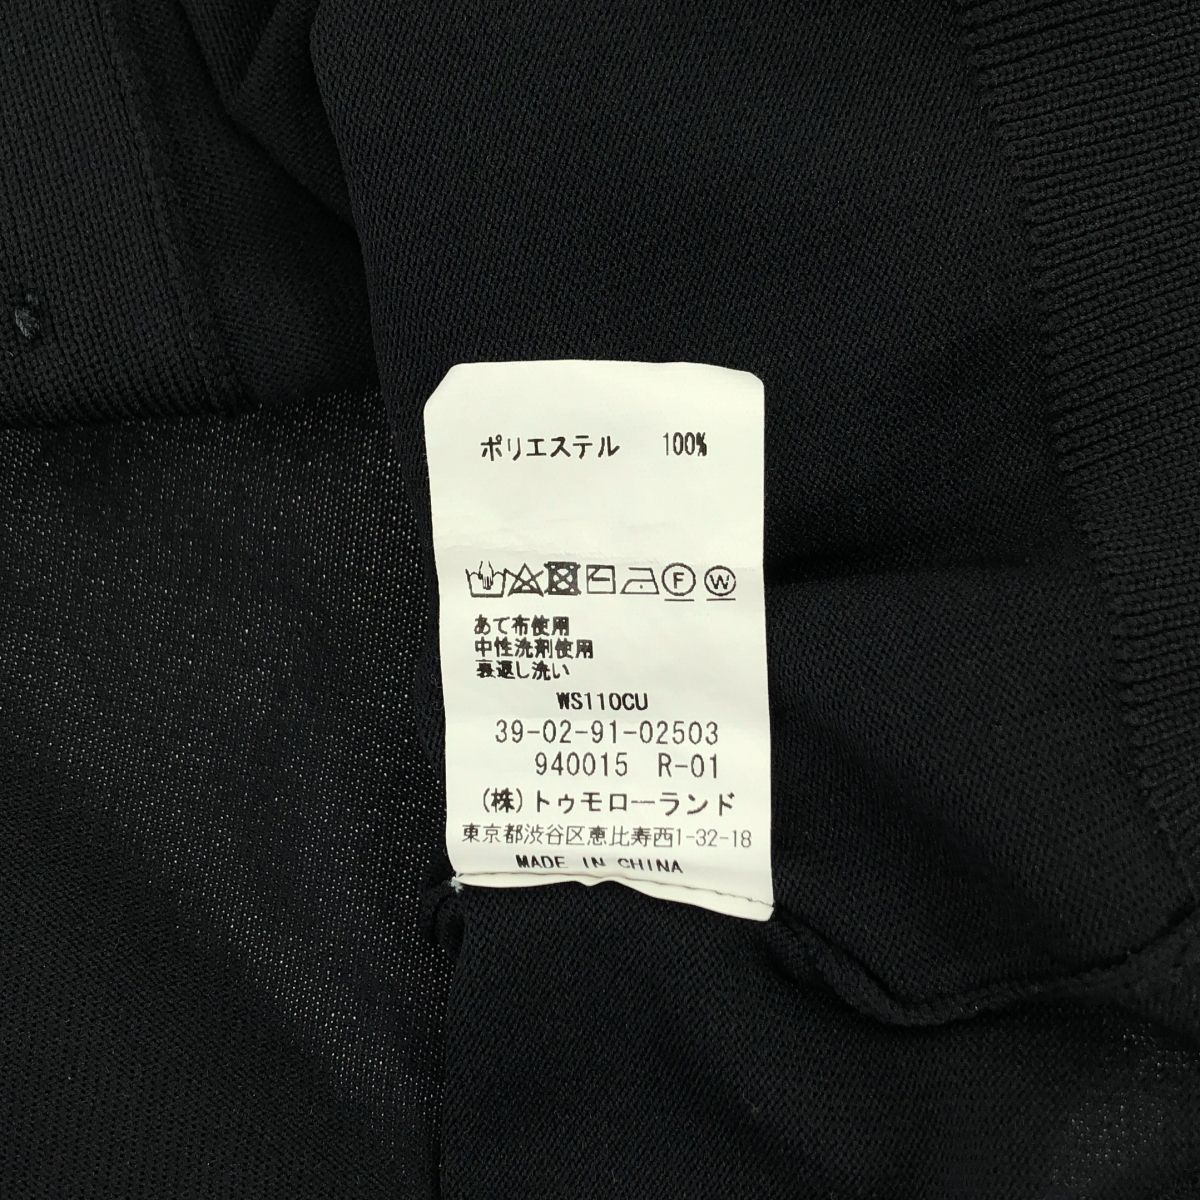 ポリエステル 100%
F W
あて布使用
中性洗剤使用
裏返し洗い
WS110CU
39-02-91-02503
940015 R-01
(株)トゥモローランド
東京都渋谷区恵比寿西1-32-18
MADE IN CHINA